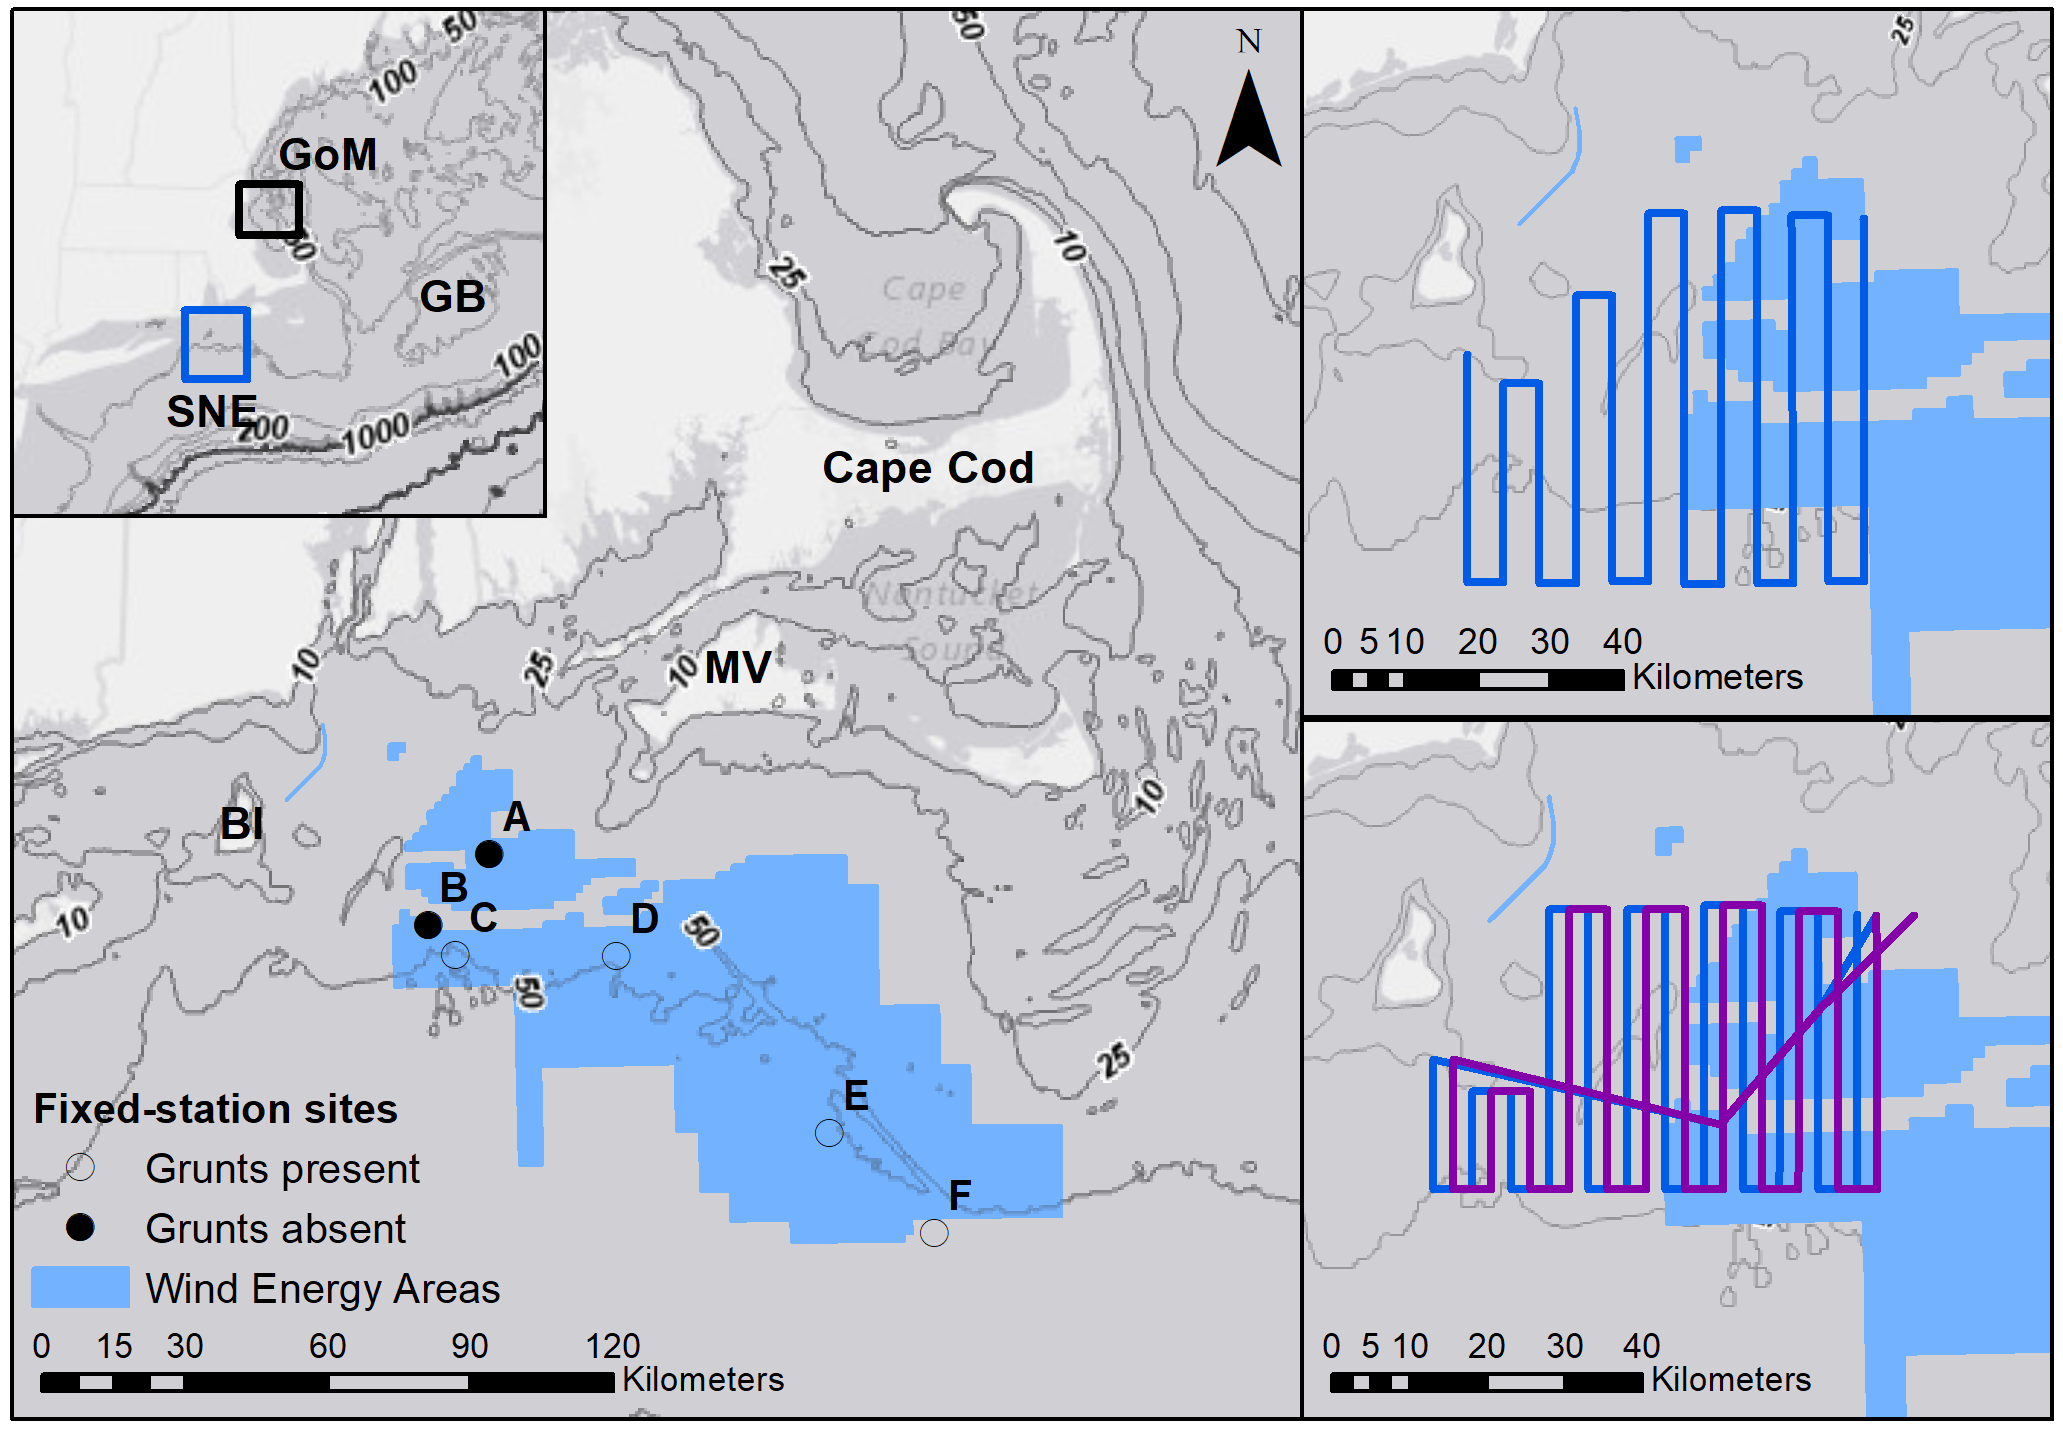 50
100
GoM
50
GB
100
SNE
200
1000
50
N
25
10
Cape
Cod Bay
25
Cape Cod
Nantucket
Sound
10
25
10
MV
10
BI
A
B
C
D
50
10
50
25
E
F
Fixed-station sites
Grunts present
Grunts absent
Wind Energy Areas
0 15 30 60 90 120
Kilometers
25
0 5 10 20 30 40
Kilometers
0 5 10 20 30 40
Kilometers